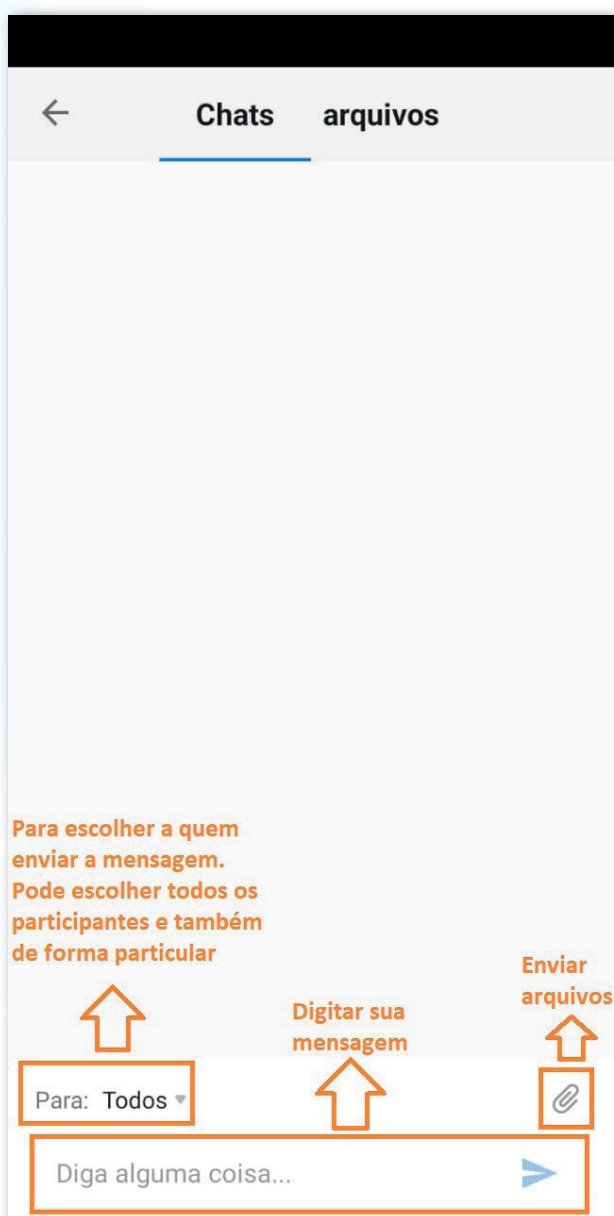 Chats arquivos
Para escolher a quem
enviar a mensagem.
Pode escolher todos os
participantes e também
de forma particular
Enviar
arquivos
Digitar sua
mensagem
Para: Todos
Diga alguma coisa...